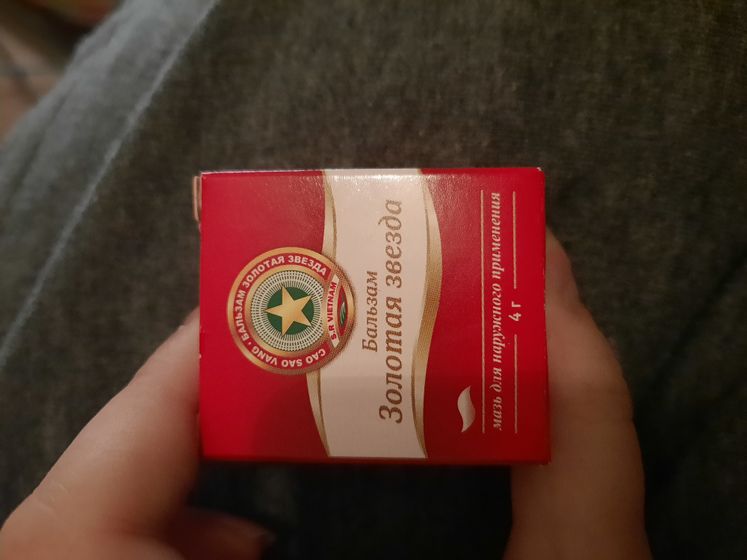 БАЛЬЗАМ ЗОЛОТАЯ ЗВЕЗДА
S.R VIETNAM
CAO SAO VANG
Бальзам
Золотая звезда
мазь для наружного применения
4 г